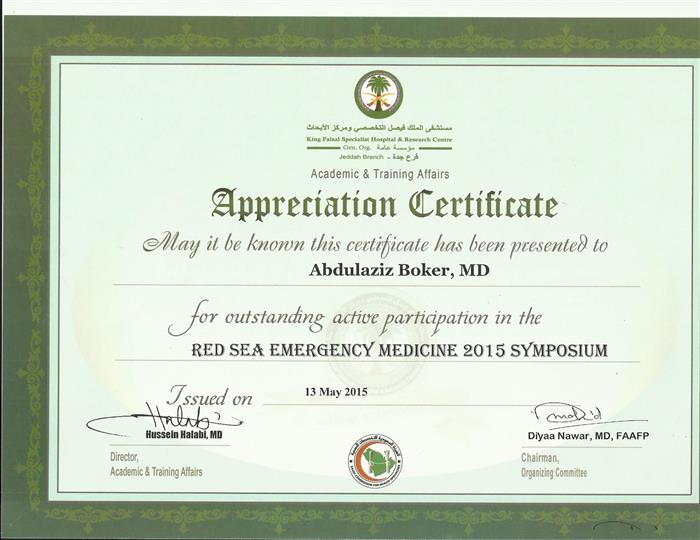 مستشفى الملك فيصل التخصصي ومركز الأبحاث
King Faisal Specialist Hospital & Research Centre
Gen. Org. مؤسسة عامة
Jeddah Branch - فرع جدة
Academic & Training Affairs
Appreciation Certificate
May it be known this certificate has been presented to
Abdulaziz Boker, MD
for outstanding active participation in the
RED SEA EMERGENCY MEDICINE 2015 SYMPOSIUM
Issued on 13 May 2015
Hussein Halabi, MD
Director,
Academic & Training Affairs
Diyaa Nawar, MD, FAAFP
Chairman,
Organizing Committee